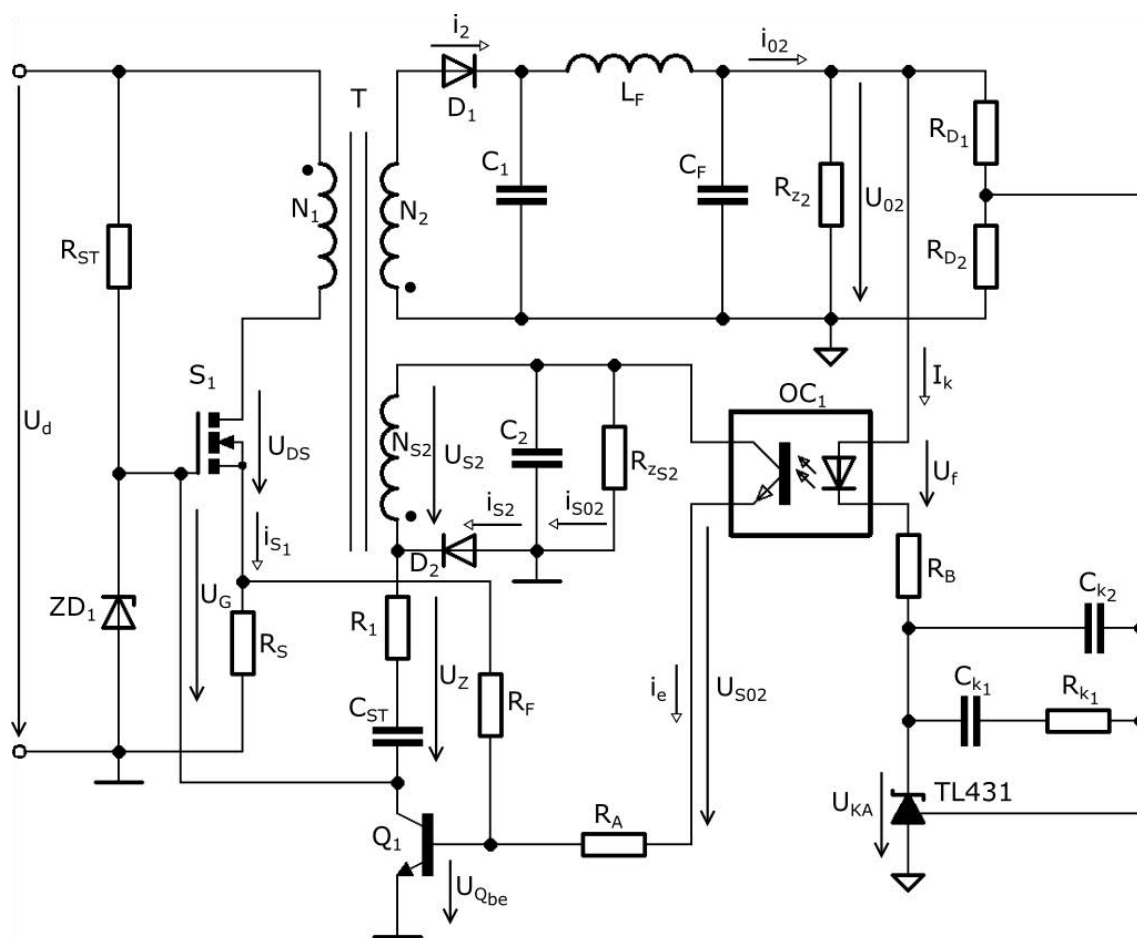 i2
i02
T
D1
LF
RD1
C1
CF
N1
N2
Rz2
U02
RST
RD2
S1
Ik
OC1
Ud
UDS
NS2
US2
C2
RzS2
Uf
iS2
iS02
iS1
D2
RB
ZD1
UG
RS
R1
Ck2
UZ
Ck1
Rk1
RF
ie
US02
CST
UKA
TL431
RA
Q1
UQbe